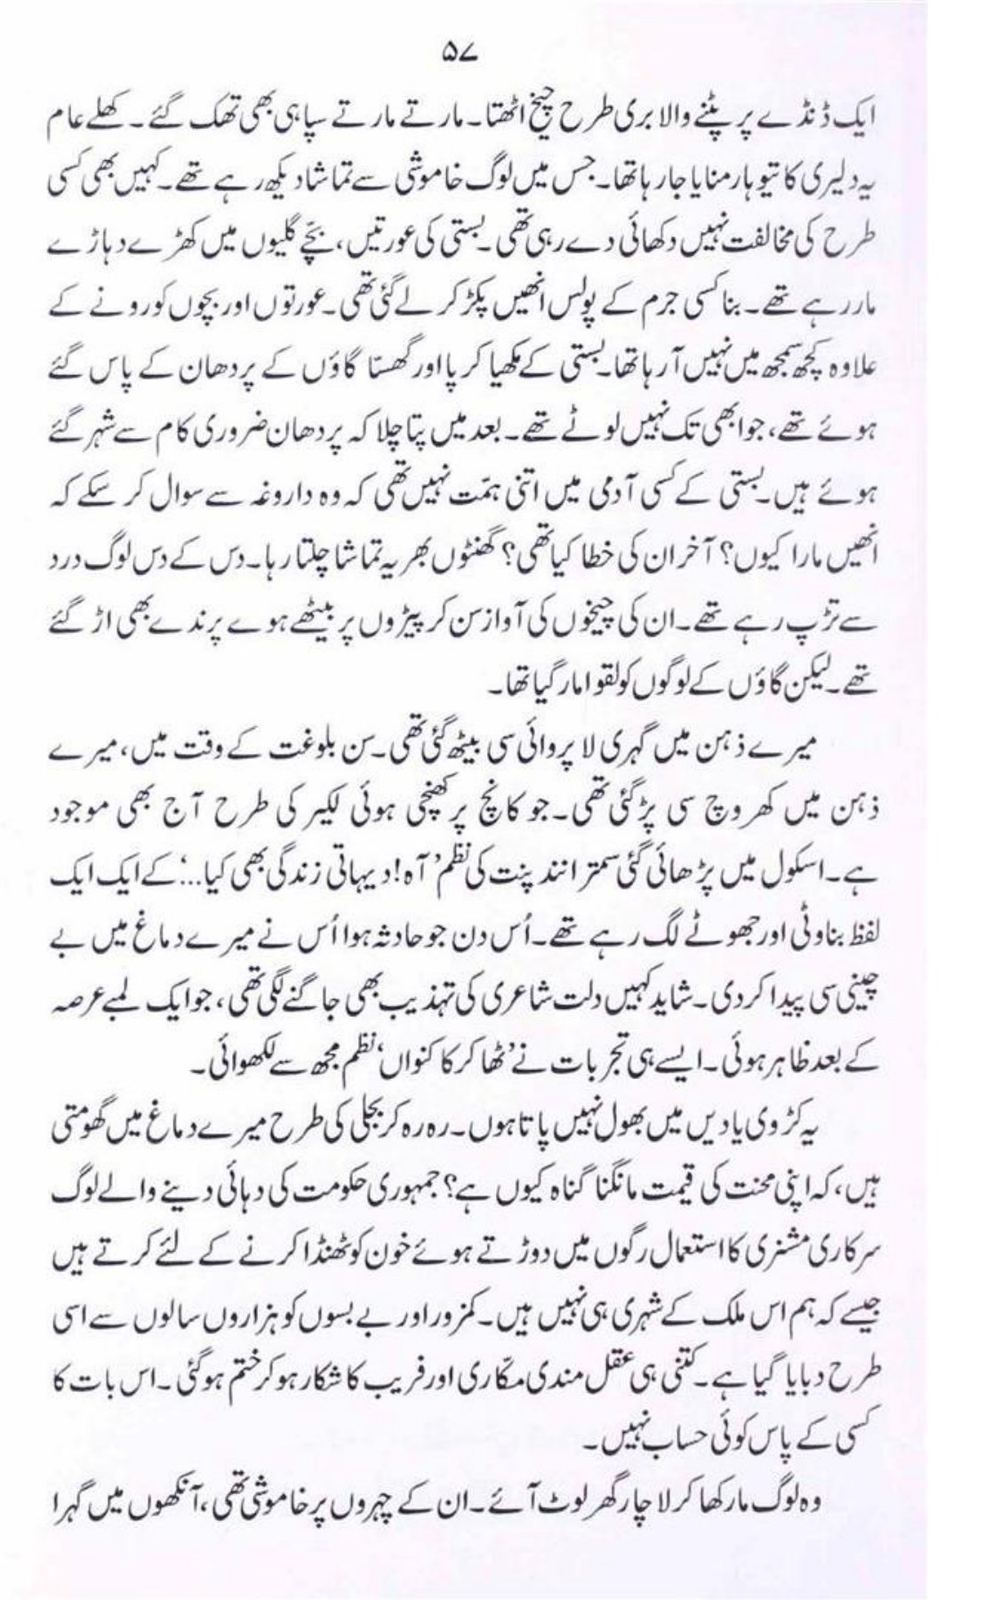 ۵۷
ایک ڈنڈے پر پٹنے والا بری طرح چیخ اٹھتا۔ مارتے مارتے سپاہی بھی تھک گئے۔ کھلے عام
یہ دلیری کا تیوہار منایا جا رہا تھا۔ جس میں لوگ خاموشی سے تماشا دیکھ رہے تھے۔ کہیں بھی کسی
طرح کی مخالفت نہیں دکھائی دے رہی تھی۔ بستی کی عورتیں، بچّے گلیوں میں کھڑے دہاڑے
مار رہے تھے۔ بنا کسی جرم کے پولس انھیں پکڑ کر لے گئی تھی۔ عورتوں اور بچوں کو رونے کے
علاوہ کچھ سمجھ میں نہیں آ رہا تھا۔ بستی کے مکھیا کرپا اور گھسّا گاؤں کے پردھان کے پاس گئے
ہوئے تھے، جو ابھی تک نہیں لوٹے تھے۔ بعد میں پتا چلا کہ پردھان ضروری کام سے شہر گئے
ہوئے ہیں۔ بستی کے کسی آدمی میں اتنی ہمّت نہیں تھی کہ وہ داروغہ سے سوال کر سکے کہ
انھیں مارا کیوں؟ آخر ان کی خطا کیا تھی؟ گھنٹوں بھر یہ تماشا چلتا رہا۔ دس کے دس لوگ درد
سے تڑپ رہے تھے۔ ان کی چیخوں کی آواز سن کر پیڑوں پر بیٹھے ہوے پرندے بھی اڑ گئے
تھے۔ لیکن گاؤں کے لوگوں کو لقوا مار گیا تھا۔
میرے ذہن میں گہری لا پروائی سی بیٹھ گئی تھی۔ سن بلوغت کے وقت میں، میرے
ذہن میں کھروچ سی پڑ گئی تھی۔ جو کانچ پر کھنچی ہوئی لکیر کی طرح آج بھی موجود
ہے۔ اسکول میں پڑھائی گئی سمترانند پنت کی نظم ’آہ! دیہاتی زندگی بھی کیا...‘ کے ایک ایک
لفظ بناوٹی اور جھوٹے لگ رہے تھے۔ اُس دن جو حادثہ ہوا اُس نے میرے دماغ میں بے
چینی سی پیدا کر دی۔ شاید کہیں دلت شاعری کی تہذیب بھی جاگنے لگی تھی، جو ایک لمبے عرصہ
کے بعد ظاہر ہوئی۔ ایسے ہی تجربات نے ’ٹھاکر کا کنواں‘ نظم مجھ سے لکھوائی۔
یہ کڑوی یادیں میں بھول نہیں پاتا ہوں۔ رہ رہ کر بجلی کی طرح میرے دماغ میں گھومتی
ہیں، کہ اپنی محنت کی قیمت مانگنا گناہ کیوں ہے؟ جمہوری حکومت کی دہائی دینے والے لوگ
سرکاری مشنری کا استعمال رگوں میں دوڑتے ہوئے خون کو ٹھنڈا کرنے کے لئے کرتے ہیں
جیسے کہ ہم اس ملک کے شہری ہی نہیں ہیں۔ کمزور اور بے بسوں کو ہزاروں سالوں سے اسی
طرح دبایا گیا ہے۔ کتنی ہی عقل مندی مکّاری اور فریب کا شکار ہو کر ختم ہو گئی۔ اس بات کا
کسی کے پاس کوئی حساب نہیں۔
وہ لوگ مار کھا کر لاچار گھر لوٹ آئے۔ ان کے چہروں پر خاموشی تھی، آنکھوں میں گہرا